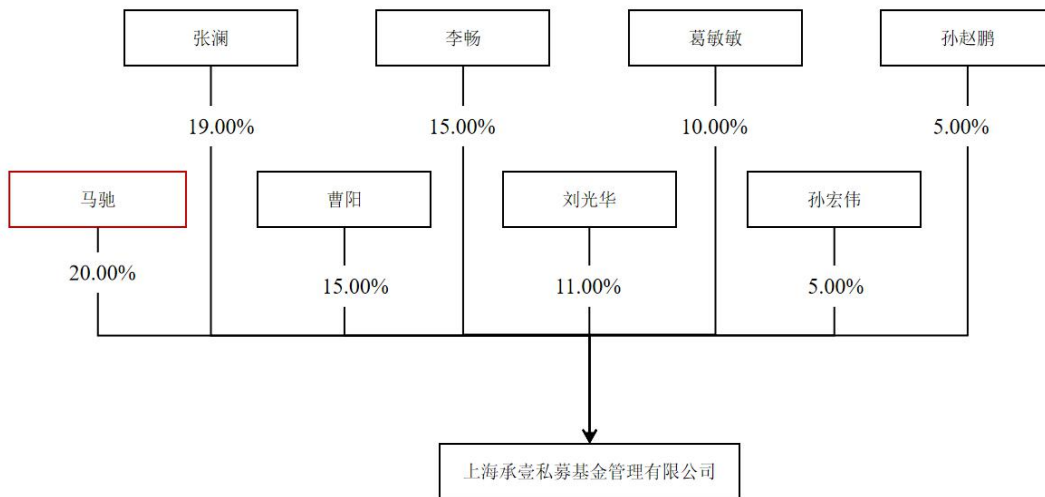 张澜
李畅
葛敏敏
孙赵鹏
19.00%
15.00%
10.00%
5.00%
马驰
曹阳
刘光华
孙宏伟
20.00%
15.00%
11.00%
5.00%
上海承壹私募基金管理有限公司